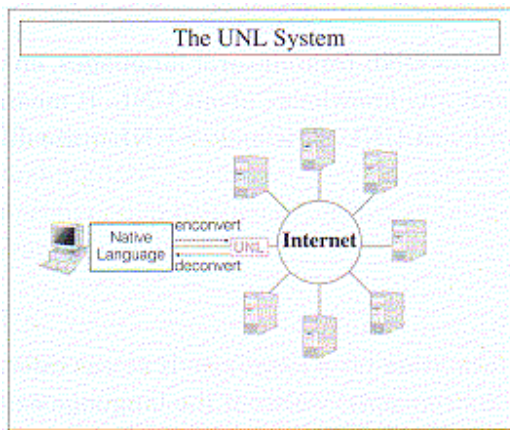 The UNL System
enconvert
Native
Language
UNL
deconvert
Internet